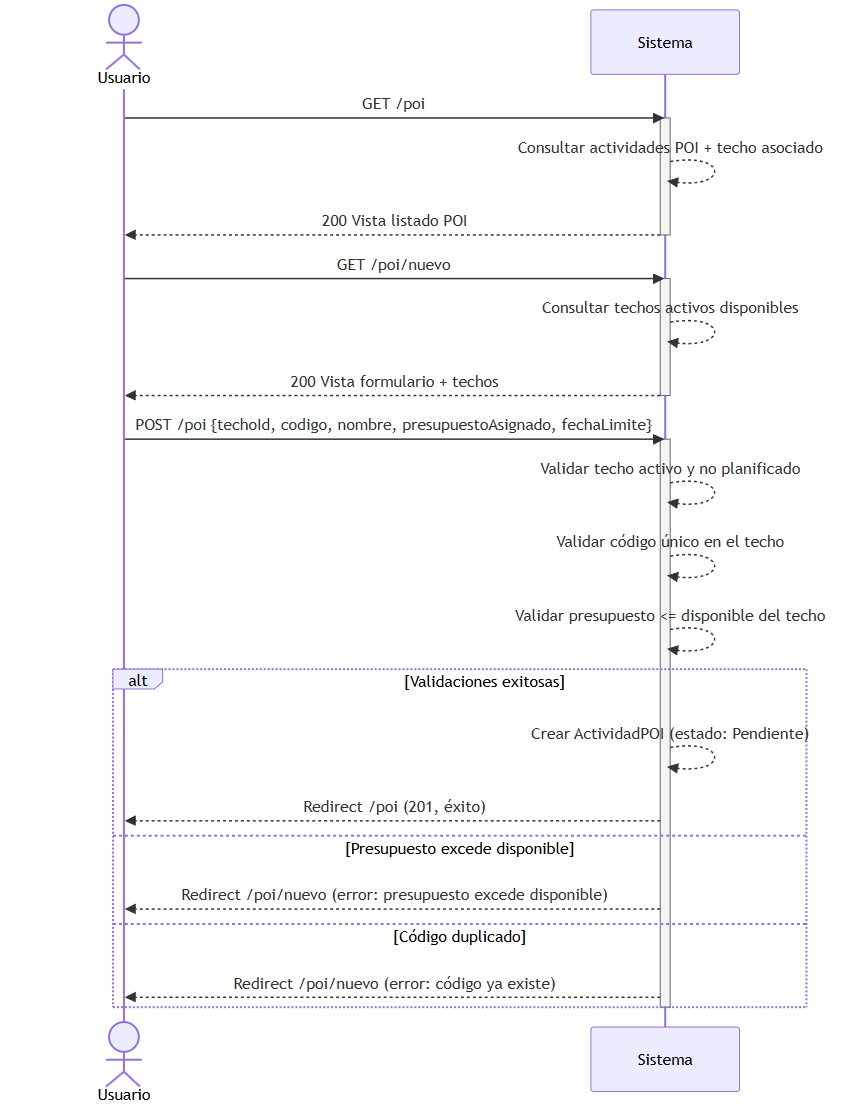 Usuario
Sistema
GET /poi
Consultar actividades POI + techo asociado
200 Vista listado POI
GET /poi/nuevo
Consultar techos activos disponibles
200 Vista formulario + techos
POST /poi {techoId, codigo, nombre, presupuestoAsignado, fechaLimite}
Validar techo activo y no planificado
Validar código único en el techo
Validar presupuesto <= disponible del techo
alt
[Validaciones exitosas]
Crear ActividadPOI (estado: Pendiente)
Redirect /poi (201, éxito)
[Presupuesto excede disponible]
Redirect /poi/nuevo (error: presupuesto excede disponible)
[Código duplicado]
Redirect /poi/nuevo (error: código ya existe)
Usuario
Sistema